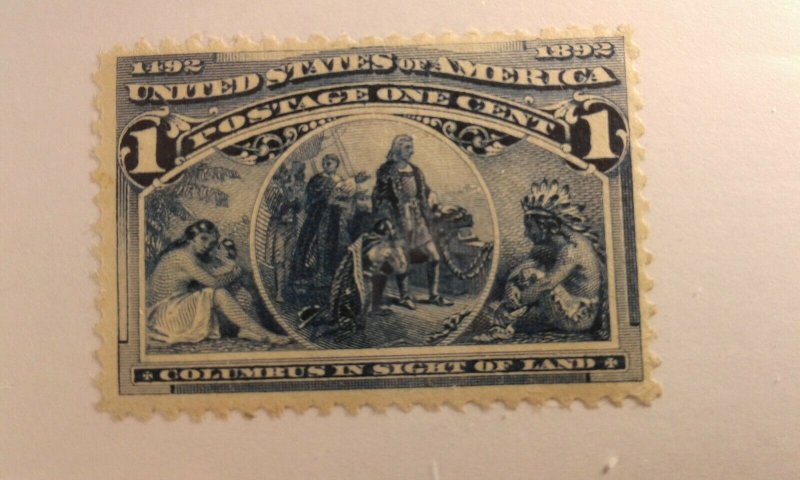 1492 1892
UNITED STATES OF AMERICA
POSTAGE ONE CENT
1 1
COLUMBUS IN SIGHT OF LAND